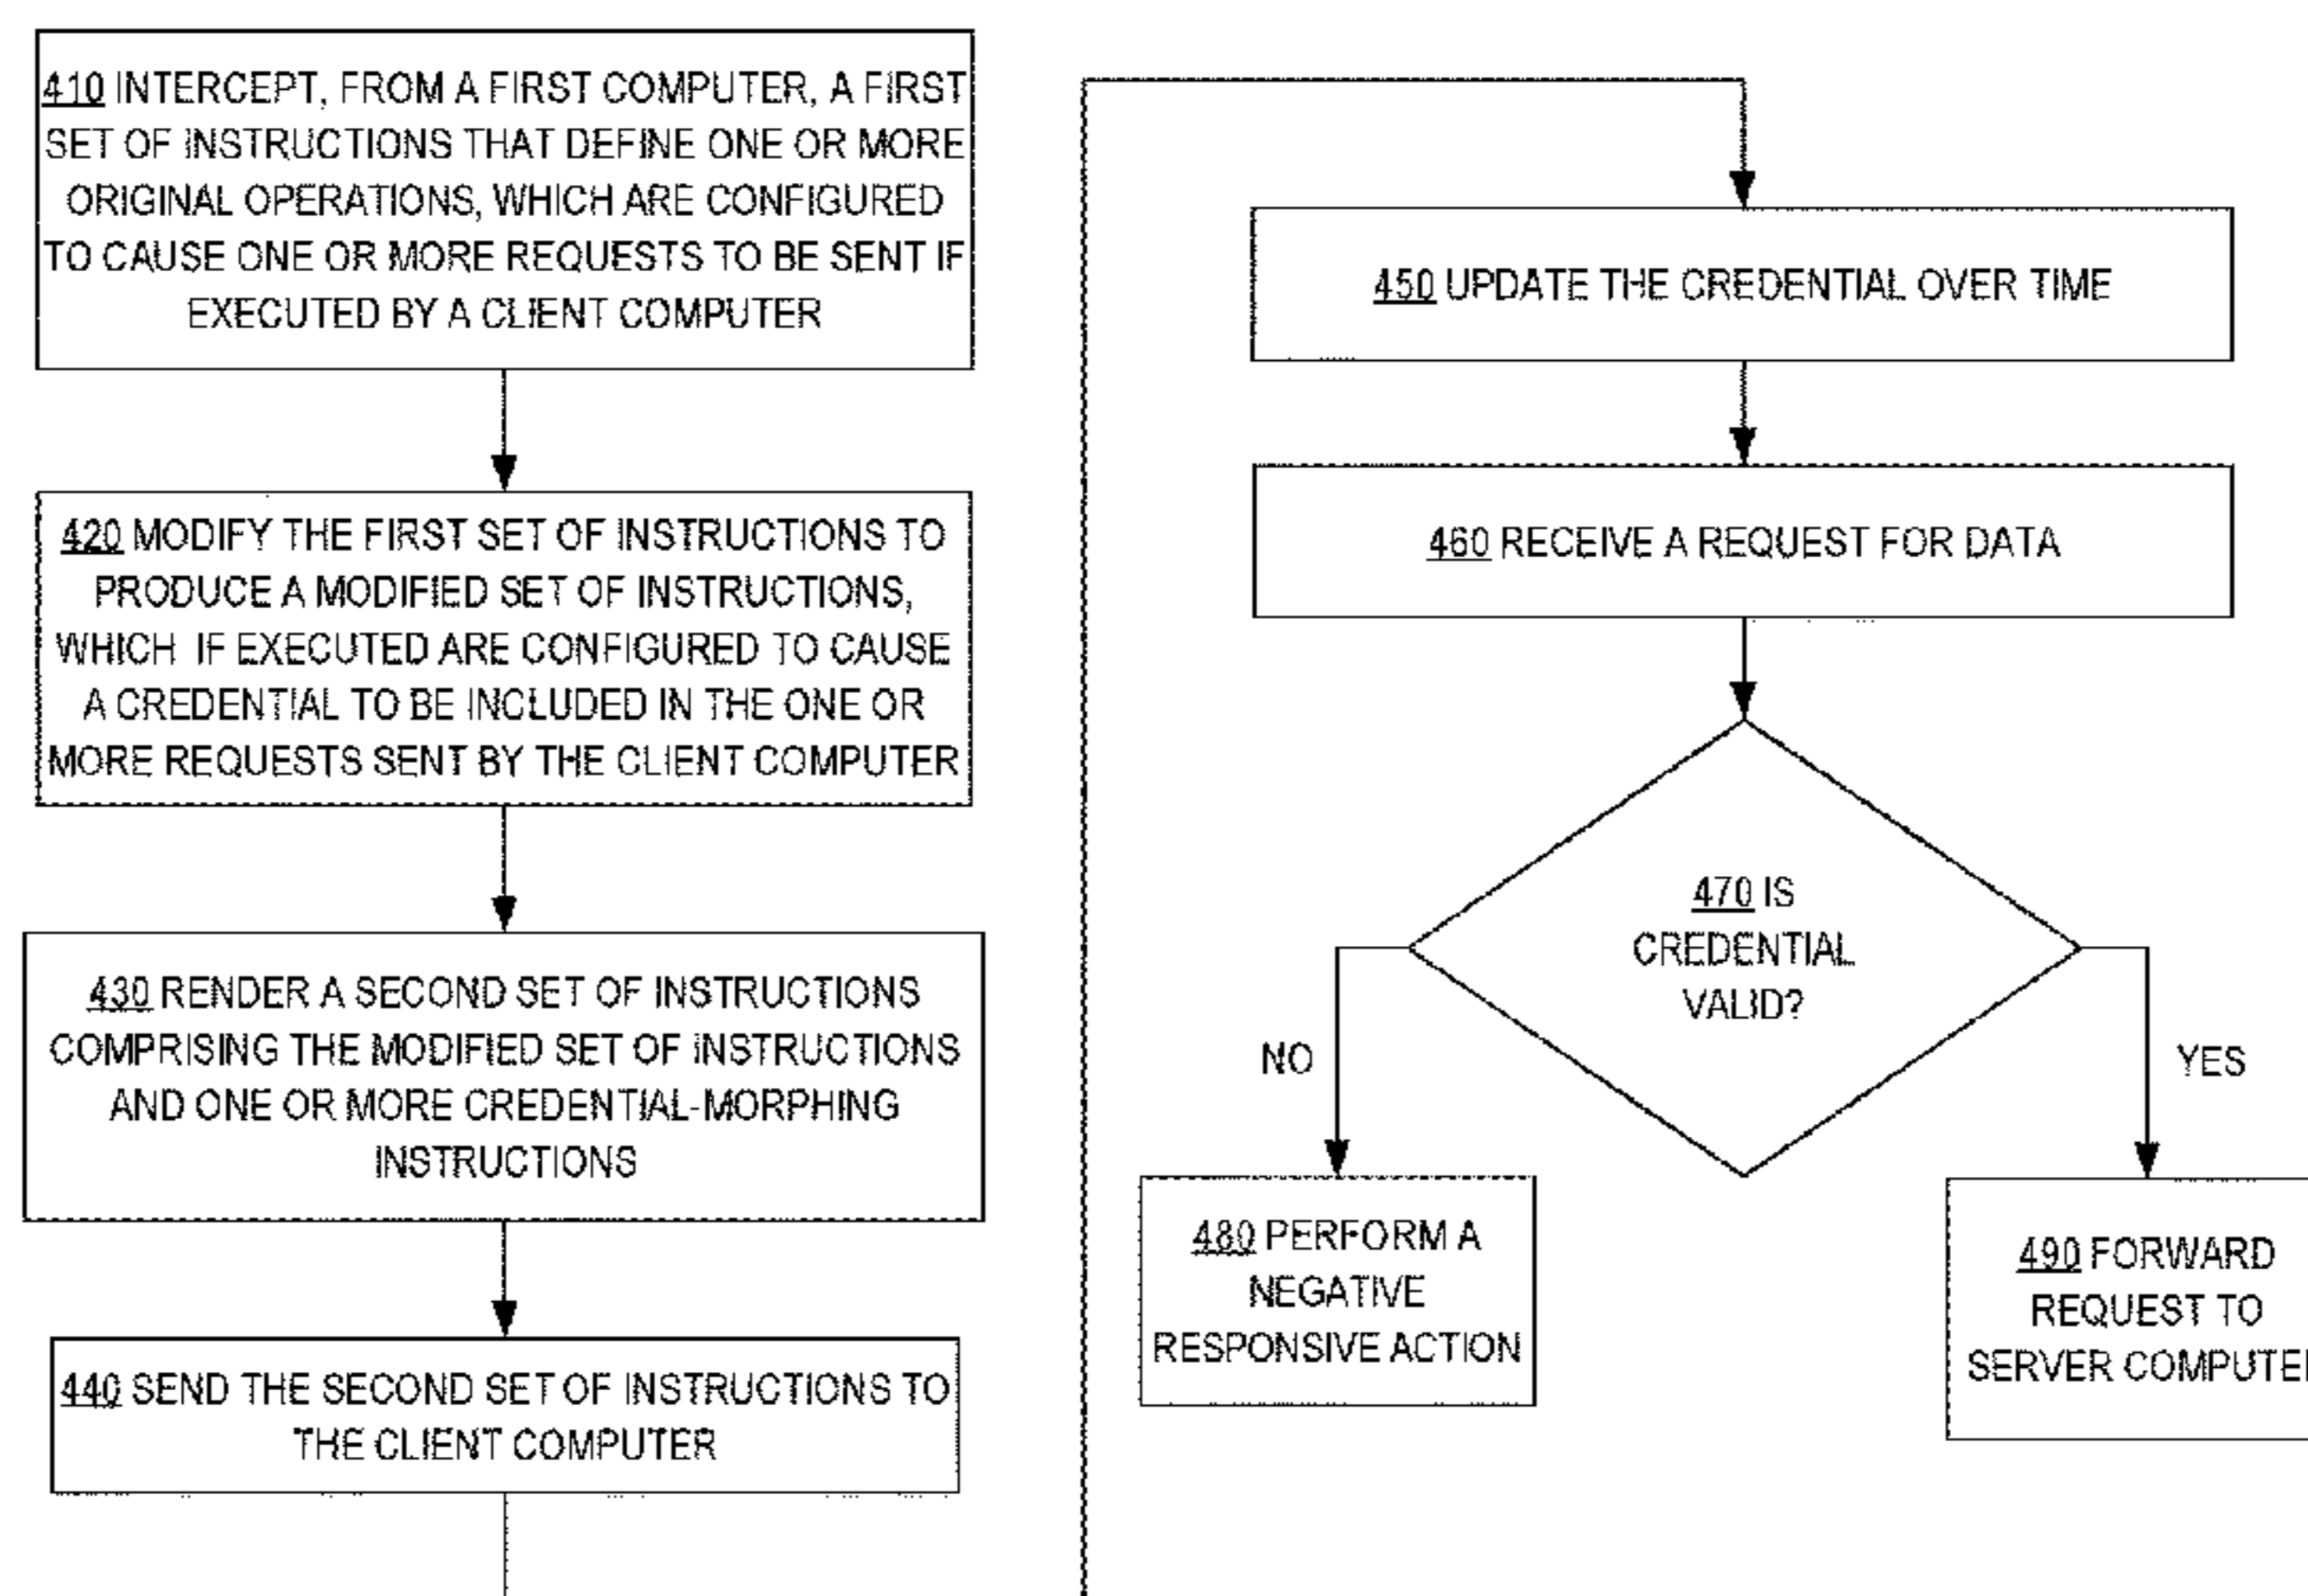 410 INTERCEPT, FROM A FIRST COMPUTER, A FIRST
SET OF INSTRUCTIONS THAT DEFINE ONE OR MORE
ORIGINAL OPERATIONS, WHICH ARE CONFIGURED
TO CAUSE ONE OR MORE REQUESTS TO BE SENT IF
EXECUTED BY A CLIENT COMPUTER
420 MODIFY THE FIRST SET OF INSTRUCTIONS TO
PRODUCE A MODIFIED SET OF INSTRUCTIONS,
WHICH IF EXECUTED ARE CONFIGURED TO CAUSE
A CREDENTIAL TO BE INCLUDED IN THE ONE OR
MORE REQUESTS SENT BY THE CLIENT COMPUTER
430 RENDER A SECOND SET OF INSTRUCTIONS
COMPRISING THE MODIFIED SET OF INSTRUCTIONS
AND ONE OR MORE CREDENTIAL-MORPHING
INSTRUCTIONS
440 SEND THE SECOND SET OF INSTRUCTIONS TO
THE CLIENT COMPUTER
450 UPDATE THE CREDENTIAL OVER TIME
460 RECEIVE A REQUEST FOR DATA
470 IS
CREDENTIAL
VALID?
NO
YES
480 PERFORM A
NEGATIVE
RESPONSIVE ACTION
490 FORWARD
REQUEST TO
SERVER COMPUTER